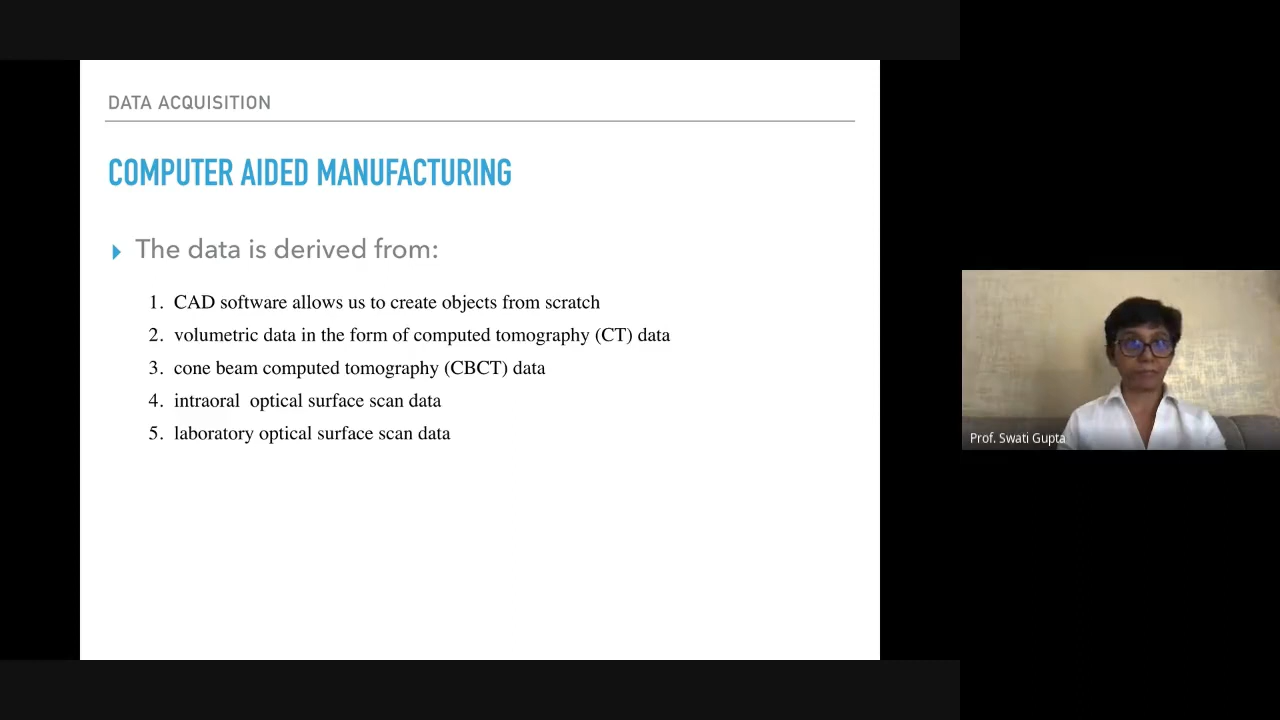 DATA ACQUISITION
COMPUTER AIDED MANUFACTURING
The data is derived from:
1. CAD software allows us to create objects from scratch
2. volumetric data in the form of computed tomography (CT) data
3. cone beam computed tomography (CBCT) data
4. intraoral  optical surface scan data
5. laboratory optical surface scan data
Prof. Swati Gupta